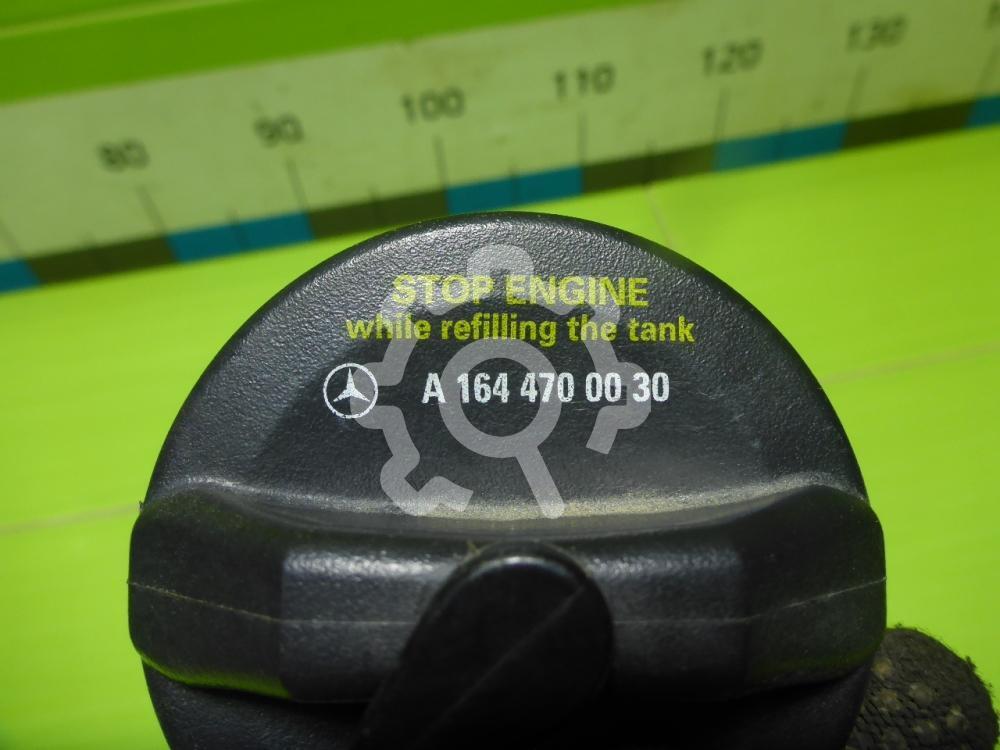 80 90 100 110 120 130
STOP ENGINE
while refilling the tank
A 164 470 00 30